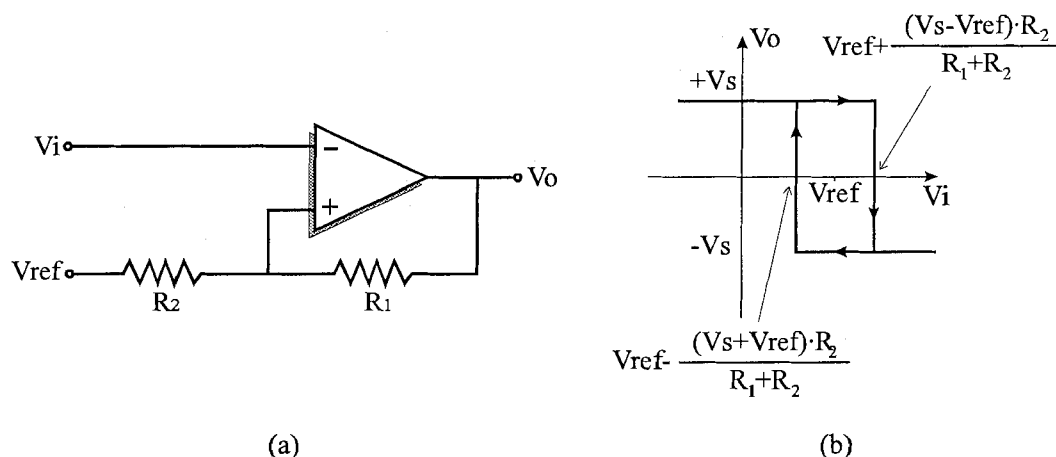 Vi
−
+
Vo
Vref
R2
R1
(a)
Vo
Vref+ (Vs-Vref)·R2
R1+R2
+Vs
Vref
Vi
-Vs
Vref- (Vs+Vref)·R2
R1+R2
(b)